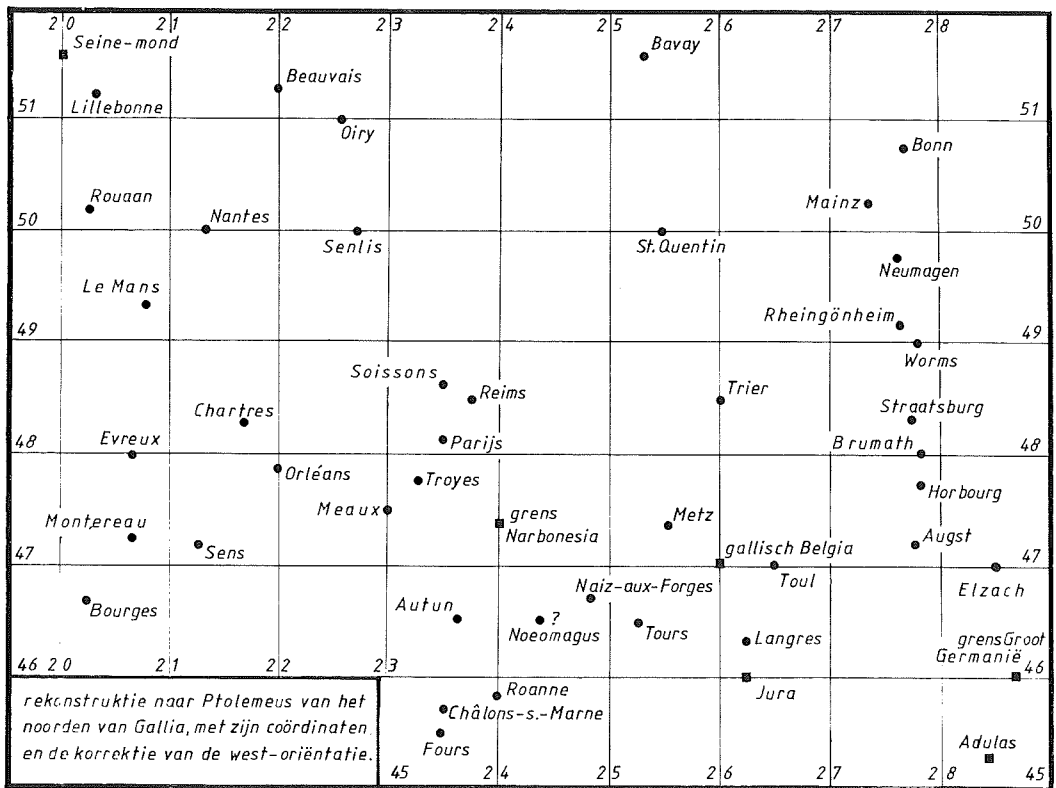 20 21 22 23 24 25 26 27 28
Seine-mond
Bavay
Beauvais
Lillebonne
51 51
Oiry
Bonn
Rouaan
Mainz
Nantes
50 50
Senlis
St.Quentin
Neumagen
Le Mans
Rheingönheim
49 49
Worms
Soissons
Reims
Trier
Chartres
Straatsburg
Evreux
Parijs
Brumath
48 48
Orléans
Troyes
Horbourg
Meaux
grens
Narbonesia
Metz
Montereau
Augst
Sens
gallisch Belgia
47 47
Toul
Elzach
Naiz-aux-Forges
Bourges
Autun
?
Noeomagus
Tours
Langres
grens Groot
Germanië
46 20 21 22 23 46
Roanne
Jura
rekonstruktie naar Ptolemeus van het
noorden van Gallia, met zijn coördinaten
en de korrektie van de west-oriëntatie.
Châlons-s.-Marne
Fours
Adulas
45 24 25 26 27 28 45